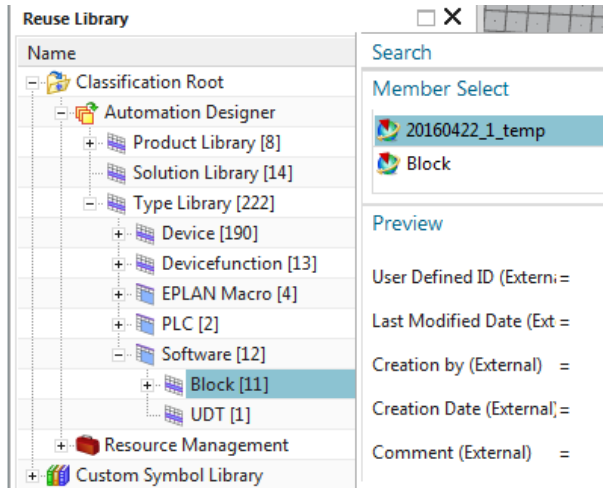 Reuse Library
Name
Classification Root
Automation Designer
Product Library [8]
Solution Library [14]
Type Library [222]
Device [190]
Devicefunction [13]
EPLAN Macro [4]
PLC [2]
Software [12]
Block [11]
UDT [1]
Resource Management
Custom Symbol Library
Search
Member Select
20160422_1_temp
Block
Preview
User Defined ID (Extern =
Last Modified Date (Ext =
Creation by (External) =
Creation Date (External) =
Comment (External) =